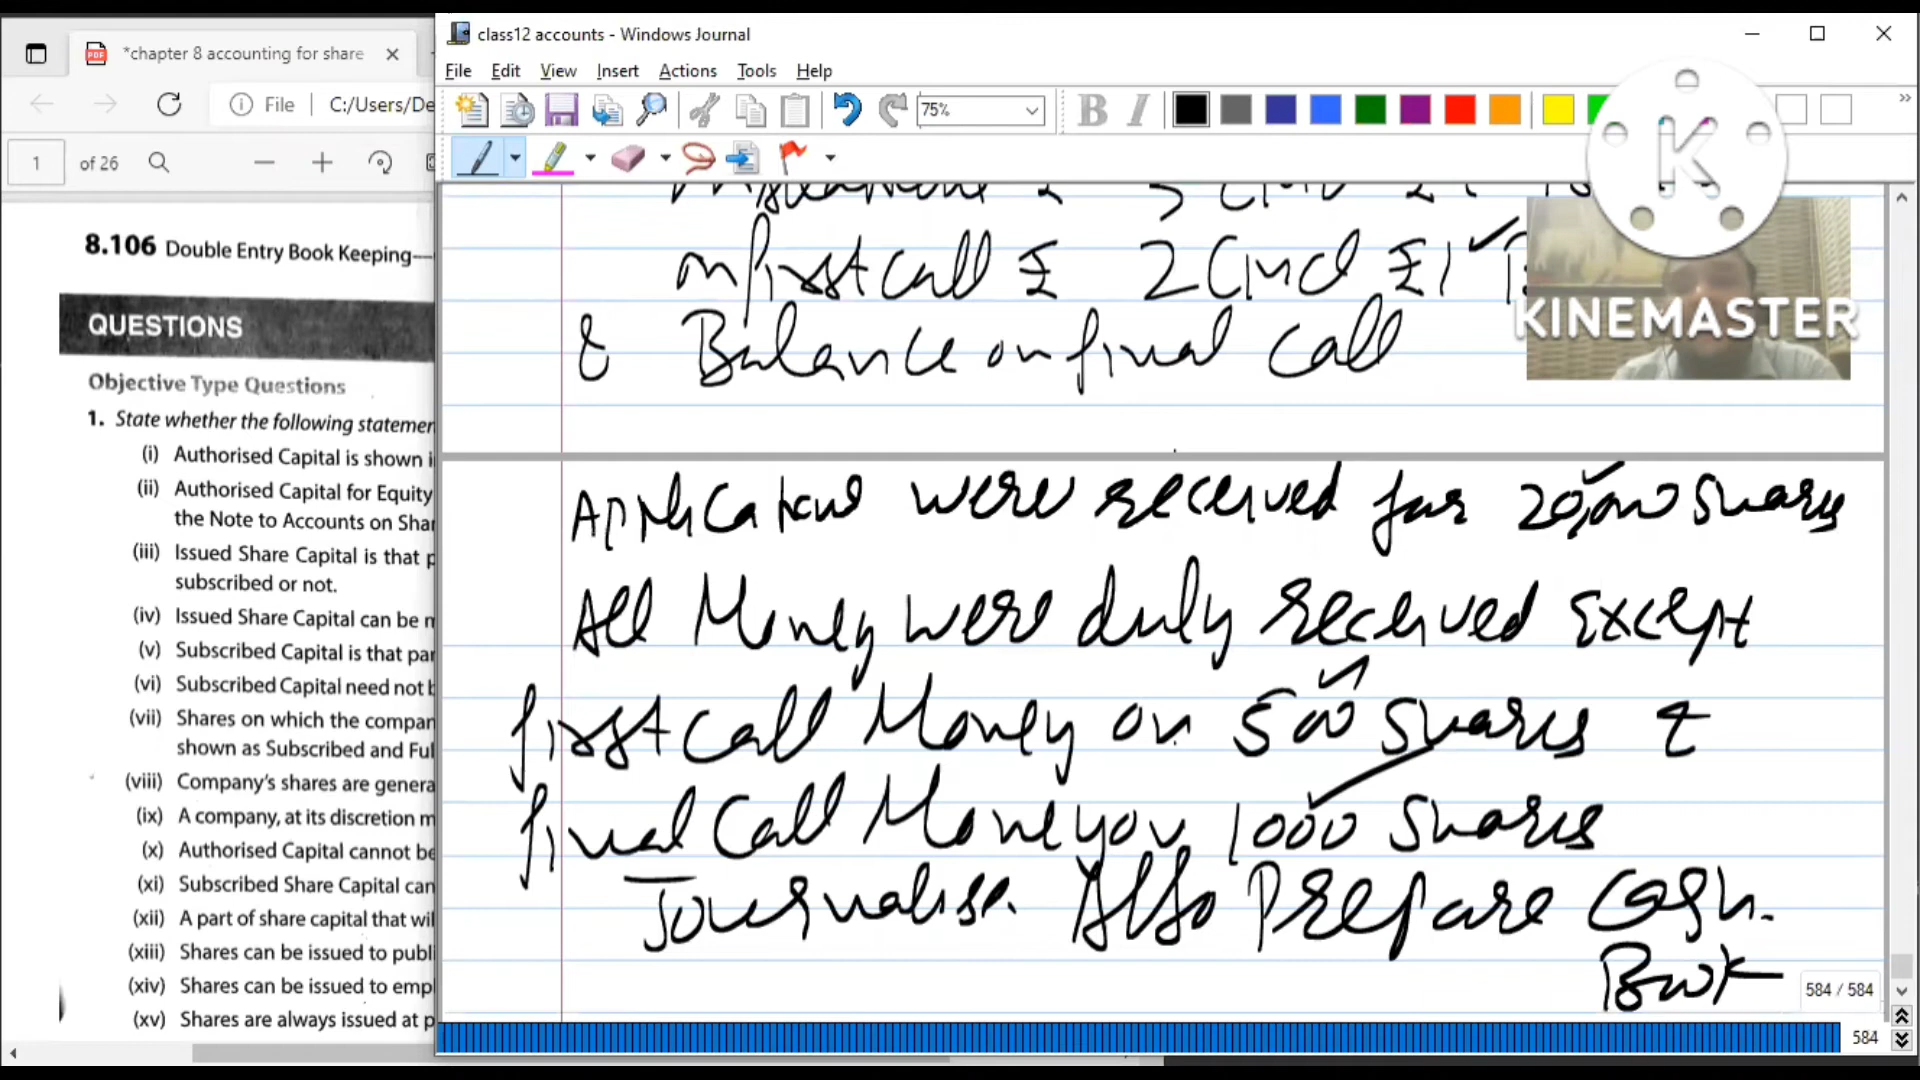 *chapter 8 accounting for share
File C:/Users/De
1 of 26
8.106 Double Entry Book Keeping—
QUESTIONS
Objective Type Questions
1. State whether the following statemen
(i) Authorised Capital is shown i
(ii) Authorised Capital for Equity
the Note to Accounts on Shar
(iii) Issued Share Capital is that p
subscribed or not.
(iv) Issued Share Capital can be m
(v) Subscribed Capital is that par
(vi) Subscribed Capital need not b
(vii) Shares on which the compan
shown as Subscribed and Ful
(viii) Company's shares are genera
(ix) A company, at its discretion m
(x) Authorised Capital cannot be
(xi) Subscribed Share Capital can
(xii) A part of share capital that wil
(xiii) Shares can be issued to publi
(xiv) Shares can be issued to empl
(xv) Shares are always issued at p
class12 accounts - Windows Journal
File Edit View Insert Actions Tools Help
75%
B I
on first Call ₹ 2 (Incl ₹1
& Balance on final Call
Applications were received for 20,000 Shares
All Money were duly received except
first Call Money on 500 Shares &
final Call Money on 1000 Shares
Journalise. Also Prepare Cash
Book
584 / 584
584
K
KINEMASTER